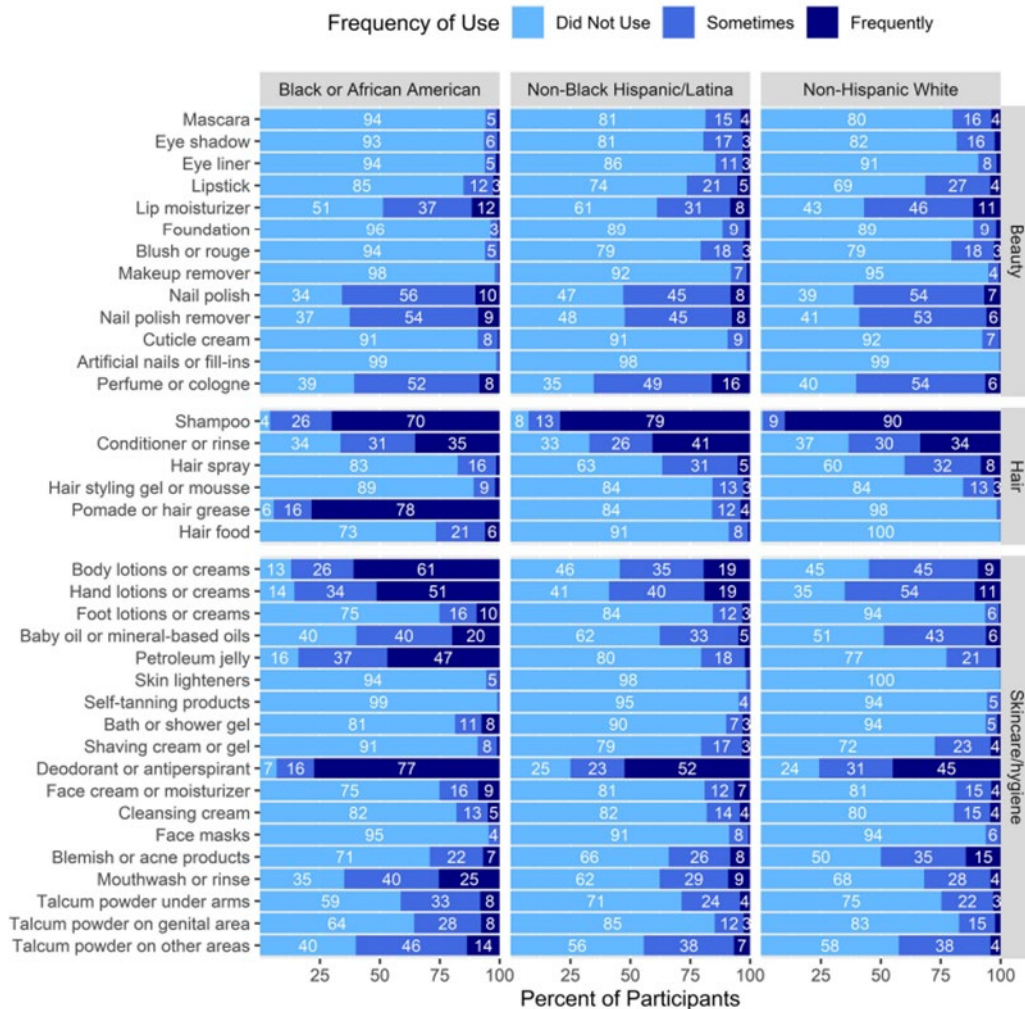 Frequency of Use Did Not Use Sometimes Frequently
Black or African American Non-Black Hispanic/Latina Non-Hispanic White
Mascara 94 5 81 15 4 80 16 4
Eye shadow 93 6 81 17 3 82 16
Eye liner 94 5 86 11 3 91 8
Lipstick 85 12 3 74 21 5 69 27 4
Lip moisturizer 51 37 12 61 31 8 43 46 11
Foundation 96 3 89 9 89 9
Blush or rouge 94 5 79 18 3 79 18 3
Makeup remover 98 92 7 95 4
Nail polish 34 56 10 47 45 8 39 54 7
Nail polish remover 37 54 9 48 45 8 41 53 6
Cuticle cream 91 8 91 9 92 7
Artificial nails or fill-ins 99 98 99
Perfume or cologne 39 52 8 35 49 16 40 54 6
Beauty
Shampoo 4 26 70 8 13 79 9 90
Conditioner or rinse 34 31 35 33 26 41 37 30 34
Hair spray 83 16 63 31 5 60 32 8
Hair styling gel or mousse 89 9 84 13 3 84 13 3
Pomade or hair grease 6 16 78 84 12 4 98
Hair food 73 21 6 91 8 100
Hair
Body lotions or creams 13 26 61 46 35 19 45 45 9
Hand lotions or creams 14 34 51 41 40 19 35 54 11
Foot lotions or creams 75 16 10 84 12 3 94 6
Baby oil or mineral-based oils 40 40 20 62 33 5 51 43 6
Petroleum jelly 16 37 47 80 18 77 21
Skin lighteners 94 5 98 100
Self-tanning products 99 95 4 94 5
Bath or shower gel 81 11 8 90 7 3 94 5
Shaving cream or gel 91 8 79 17 3 72 23 4
Deodorant or antiperspirant 7 16 77 25 23 52 24 31 45
Face cream or moisturizer 75 16 9 81 12 7 81 15 4
Cleansing cream 82 13 5 82 14 4 80 15 4
Face masks 95 4 91 8 94 6
Blemish or acne products 71 22 7 66 26 8 50 35 15
Mouthwash or rinse 35 40 25 62 29 9 68 28 4
Talcum powder under arms 59 33 8 71 24 4 75 22 3
Talcum powder on genital area 64 28 8 85 12 3 83 15
Talcum powder on other areas 40 46 14 56 38 7 58 38 4
Skincare/hygiene
25 50 75 100 25 50 75 100 25 50 75 100
Percent of Participants